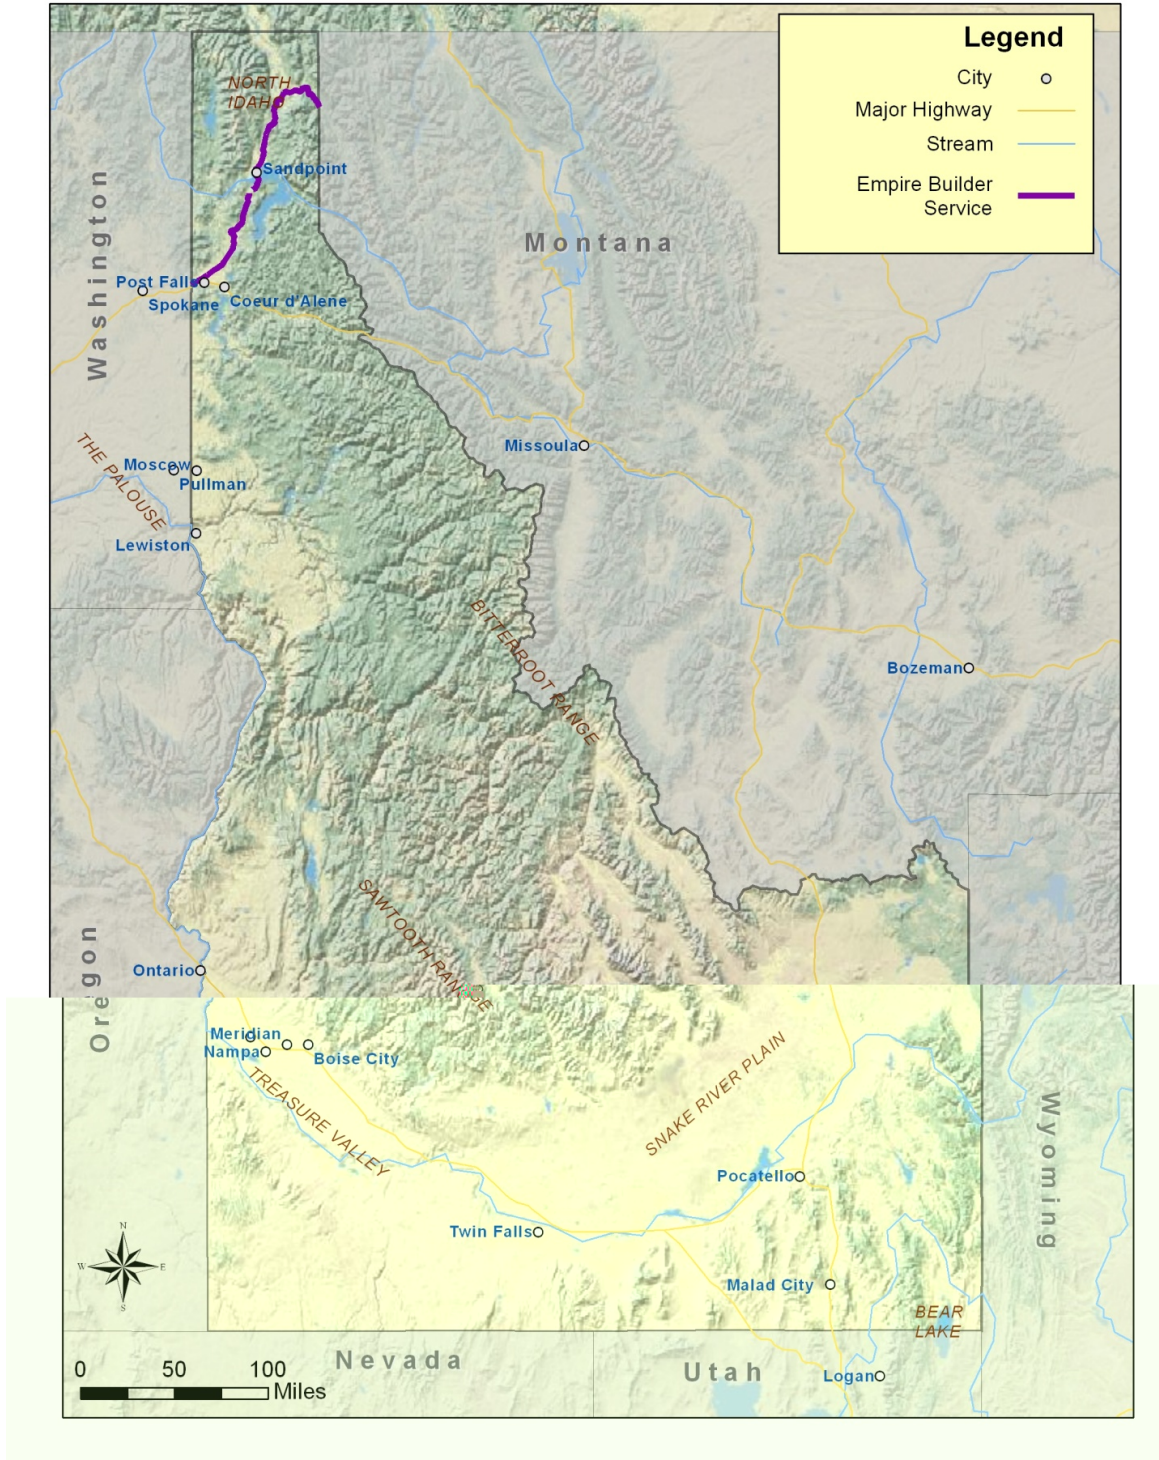 Legend
City
Major Highway
Stream
Empire Builder
Service
NORTH
IDAHO
Sandpoint
Washington
Montana
Post Fall
Spokane
Coeur d'Alene
Missoula
THE PALOUSE
Moscow
Pullman
Lewiston
BITTERROOT RANGE
Bozeman
SAWTOOTH RANGE
Oregon
Ontario
Meridian
Nampa
Boise City
TREASURE VALLEY
SNAKE RIVER PLAIN
Wyoming
Pocatello
Twin Falls
Malad City
BEAR
LAKE
N
W E
S
Nevada
Utah
Logan
0 50 100
Miles